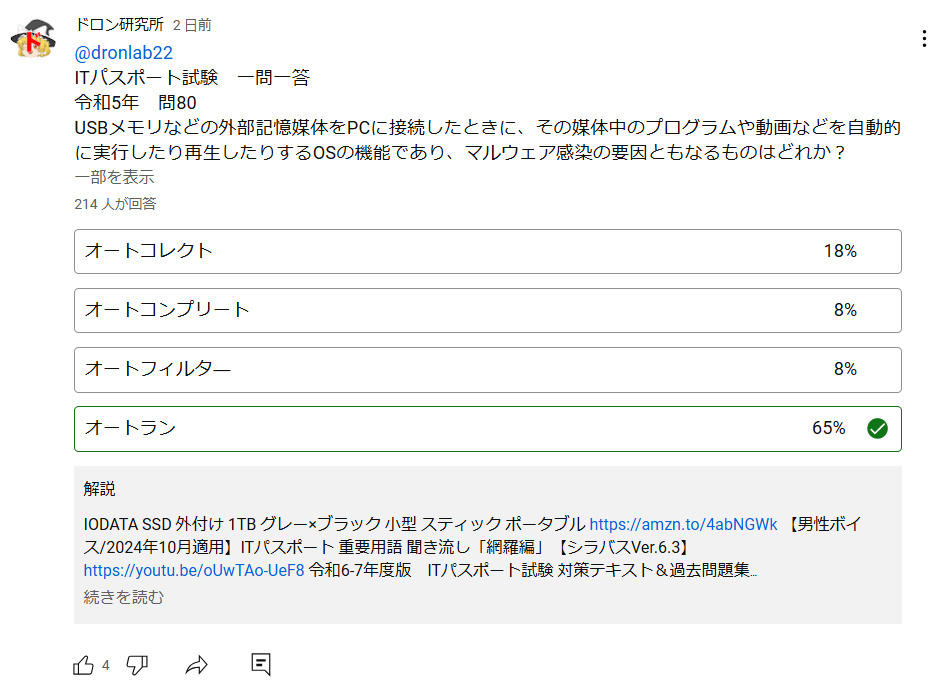 ド
ドロン研究所 2 日前
@dronlab22
ITパスポート試験　一問一答
令和5年　問80
USBメモリなどの外部記憶媒体をPCに接続したときに、その媒体中のプログラムや動画などを自動的
に実行したり再生したりするOSの機能であり、マルウェア感染の要因ともなるものはどれか？
一部を表示
214 人が回答
オートコレクト 18%
オートコンプリート 8%
オートフィルター 8%
オートラン 65%
解説
IODATA SSD 外付け 1TB グレー×ブラック 小型 スティック ポータブル https://amzn.to/4abNGWk 【男性ボイ
ス/2024年10月適用】ITパスポート 重要用語 聞き流し「網羅編」【シラバスVer.6.3】
https://youtu.be/oUwTAo-UeF8 令和6-7年度版　ITパスポート試験 対策テキスト＆過去問題集...
続きを読む
4